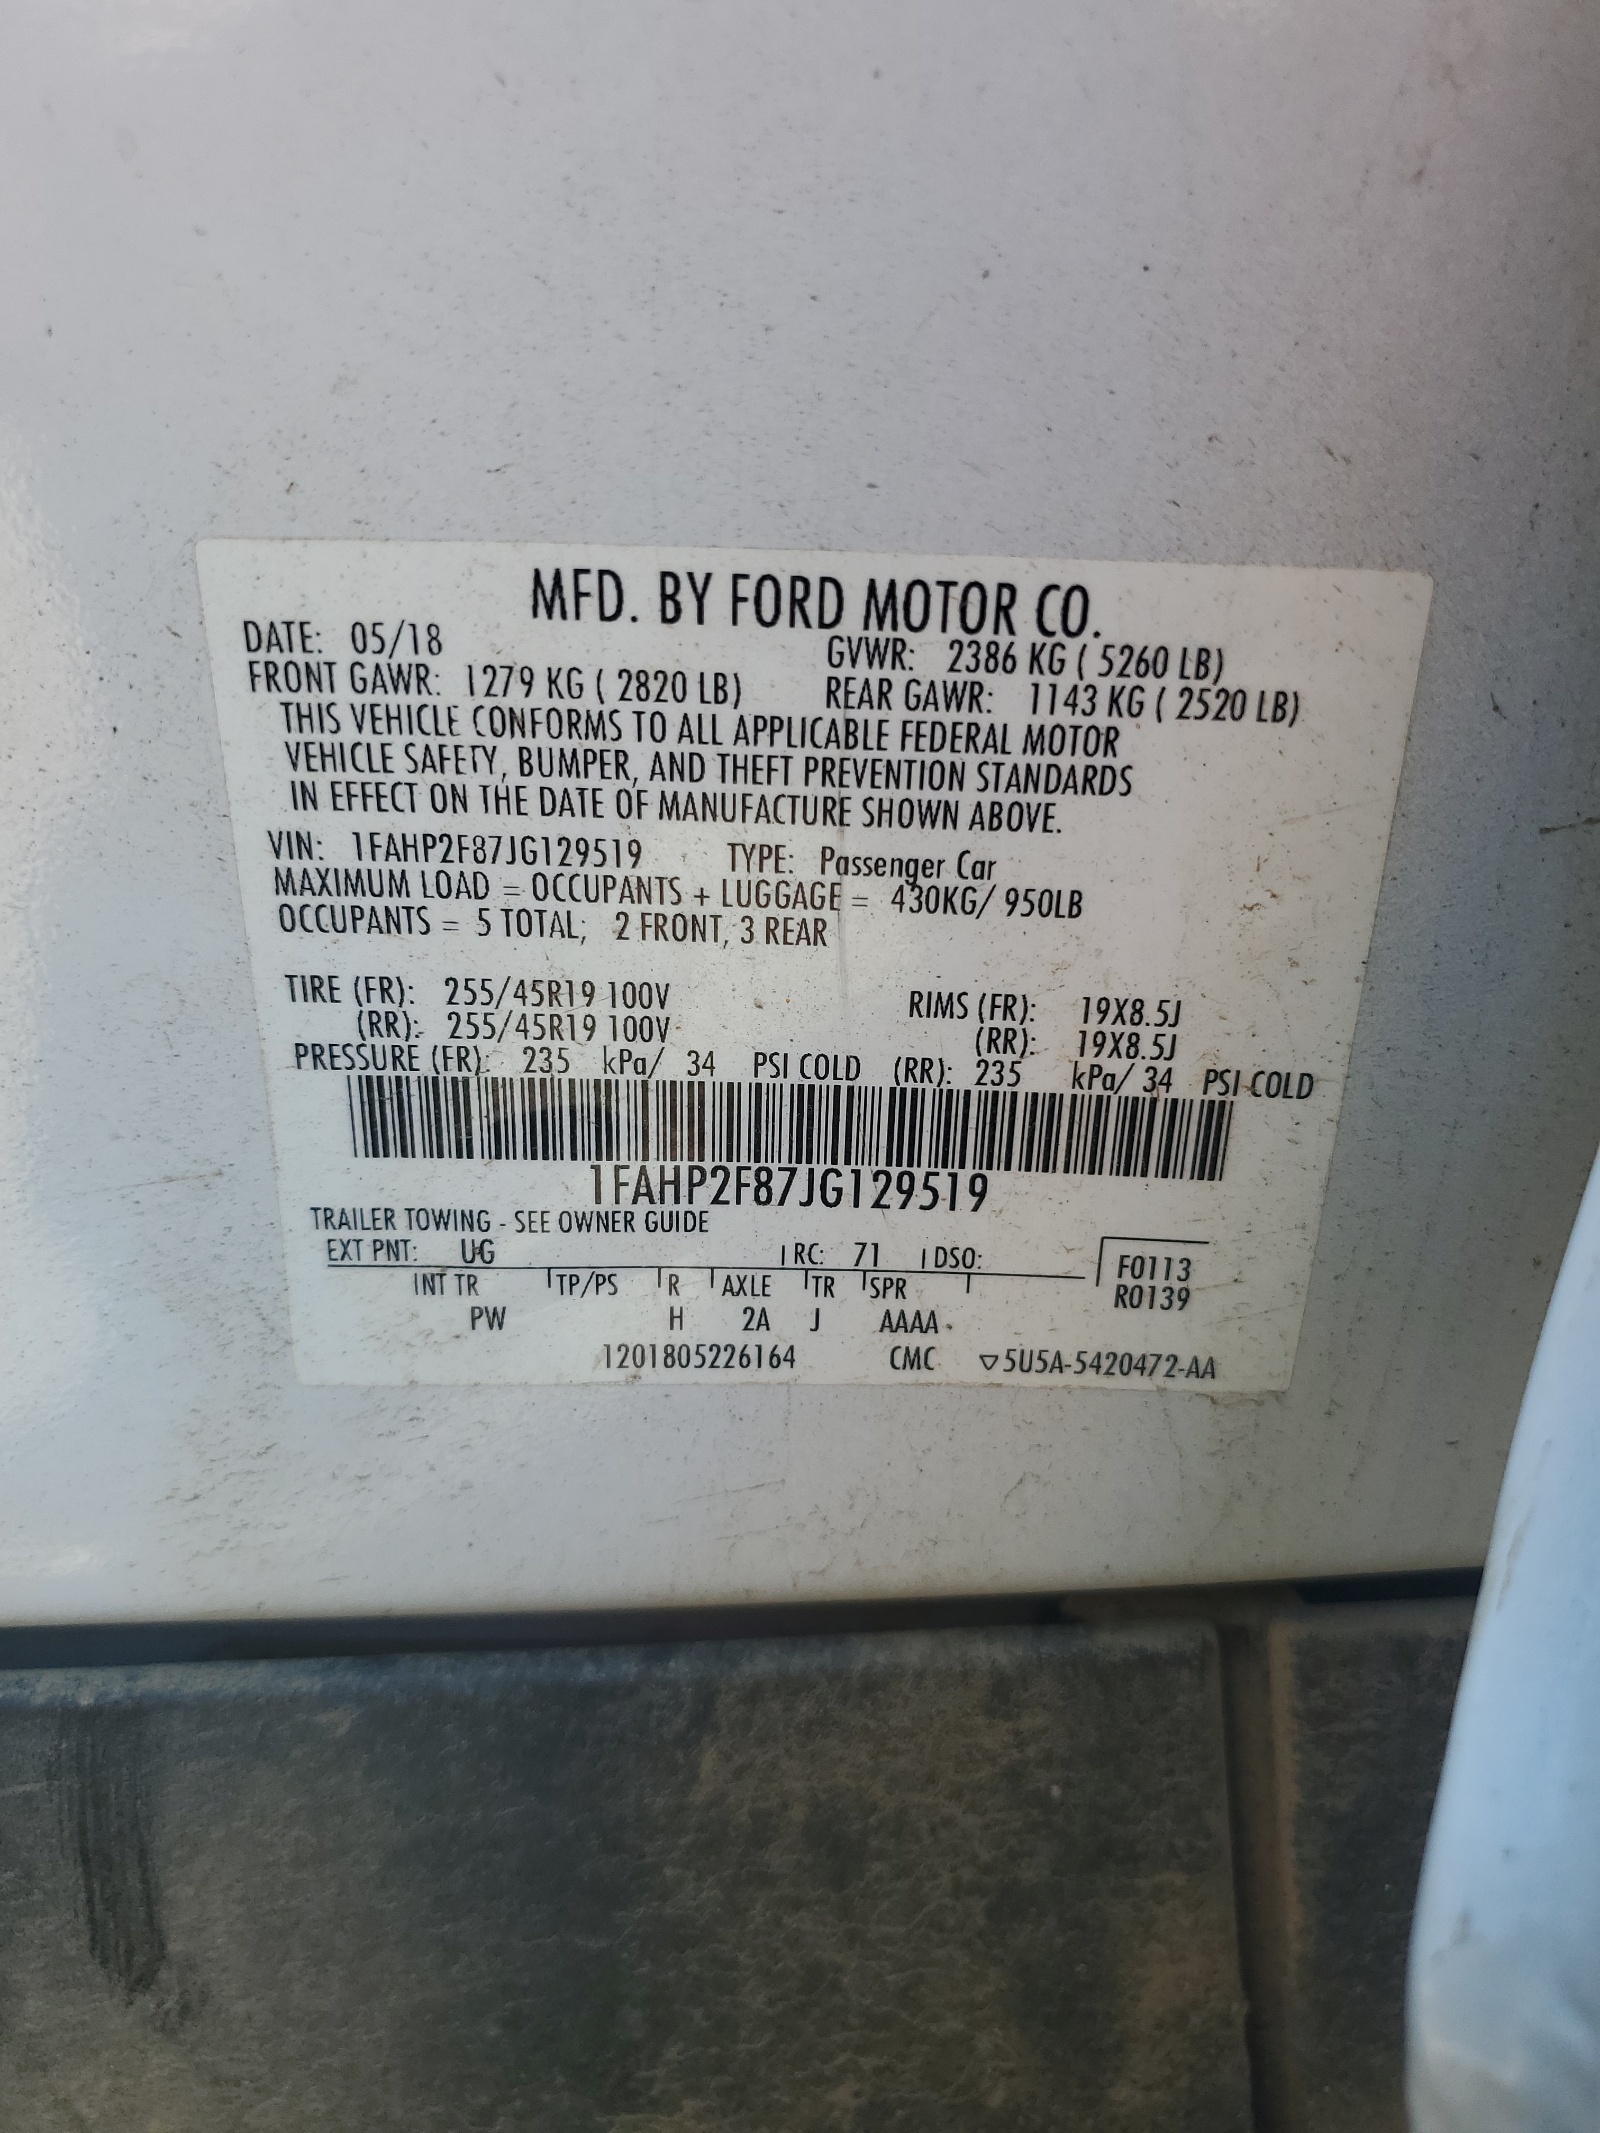 MFD. BY FORD MOTOR CO.
DATE: 05/18 GVWR: 2386 KG ( 5260 LB)
FRONT GAWR: 1279 KG ( 2820 LB) REAR GAWR: 1143 KG ( 2520 LB)
THIS VEHICLE CONFORMS TO ALL APPLICABLE FEDERAL MOTOR
VEHICLE SAFETY, BUMPER, AND THEFT PREVENTION STANDARDS
IN EFFECT ON THE DATE OF MANUFACTURE SHOWN ABOVE.
VIN: 1FAHP2F87JG129519 TYPE: Passenger Car
MAXIMUM LOAD = OCCUPANTS + LUGGAGE = 430KG/ 950LB
OCCUPANTS = 5 TOTAL; 2 FRONT, 3 REAR
TIRE (FR): 255/45R19 100V RIMS (FR): 19X8.5J
(RR): 255/45R19 100V (RR): 19X8.5J
PRESSURE (FR): 235 kPa/ 34 PSI COLD (RR): 235 kPa/ 34 PSI COLD
1FAHP2F87JG129519
TRAILER TOWING - SEE OWNER GUIDE
EXT PNT: UG RC: 71 DSO: F0113
INT TR TP/PS R AXLE TR SPR R0139
PW H 2A J AAAA
1201805226164 CMC ▽5U5A-5420472-AA